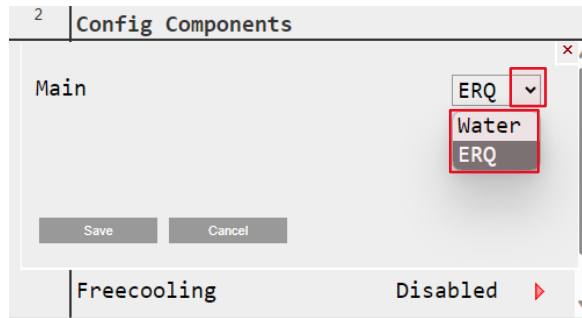 2
Config Components
×
Main ERQ
Water
ERQ
Save Cancel
Freecooling Disabled